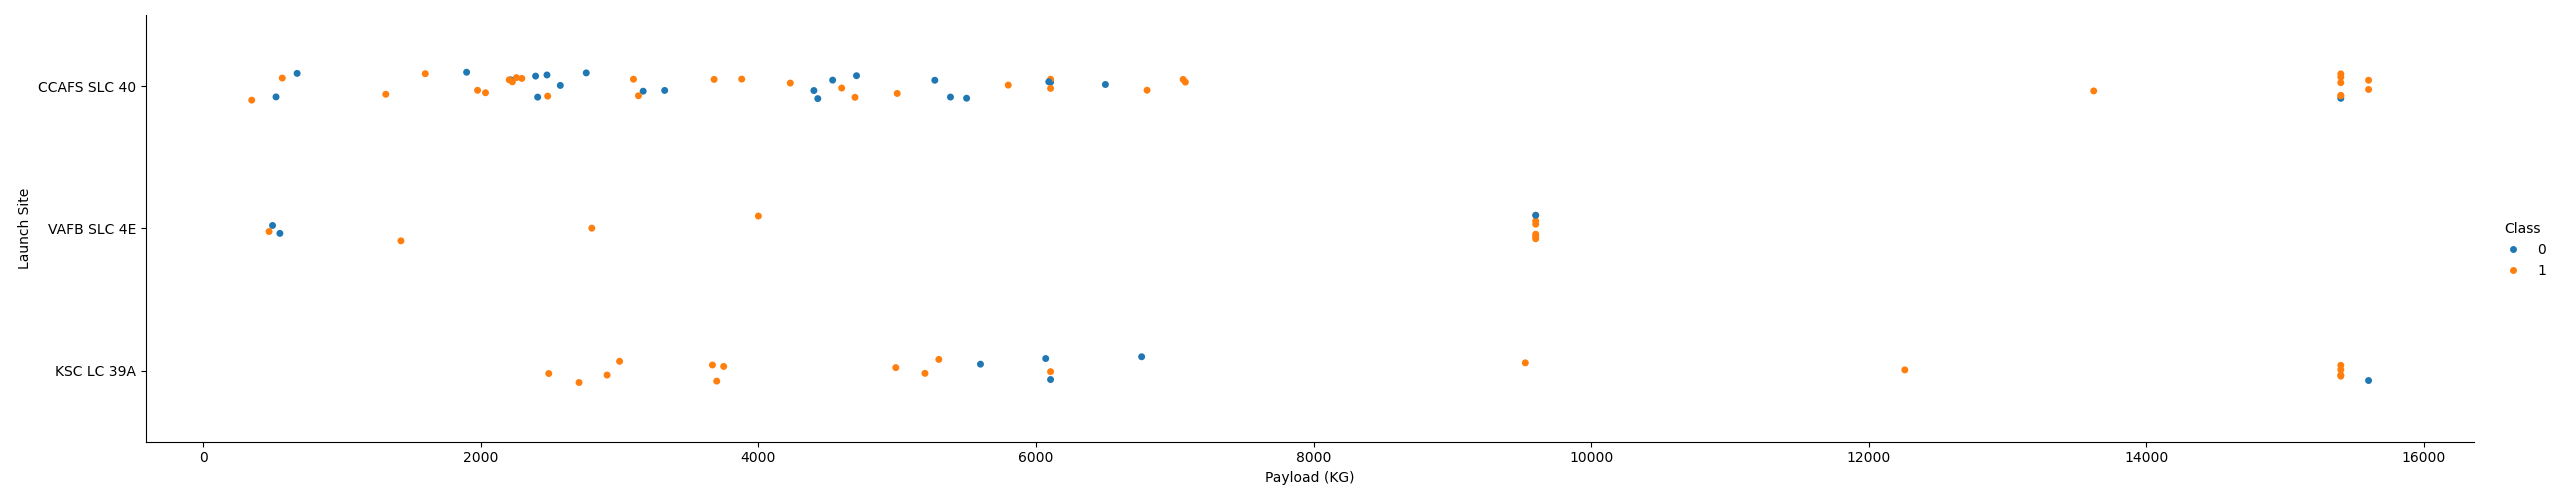 CCAFS SLC 40
VAFB SLC 4E
KSC LC 39A
Launch Site
0 2000 4000 6000 8000 10000 12000 14000 16000
Payload (KG)
Class
0
1